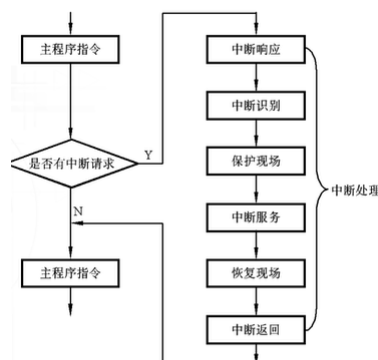 主程序指令
是否有中断请求
Y
N
主程序指令
中断响应
中断识别
保护现场
中断服务
恢复现场
中断返回
中断处理